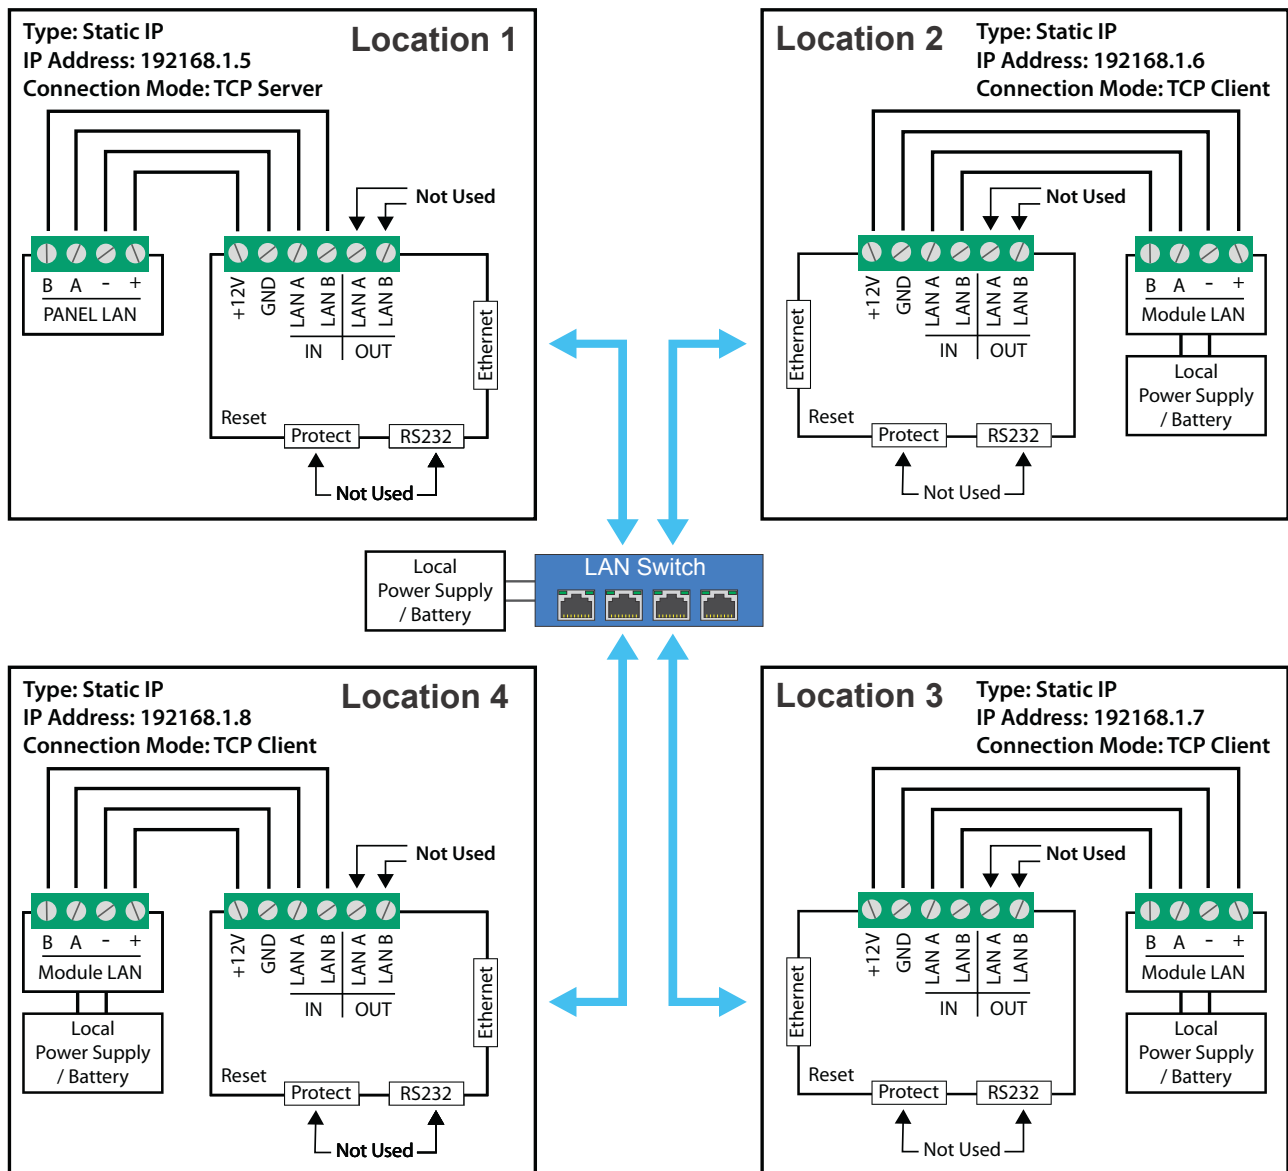 Location 1
Type: Static IP
IP Address: 192168.1.5
Connection Mode: TCP Server
Not Used
B A - +
PANEL LAN
+12V
GND
LAN A
LAN B
LAN A
LAN B
IN
OUT
Ethernet
Reset
Protect
RS232
Not Used
Location 2
Type: Static IP
IP Address: 192168.1.6
Connection Mode: TCP Client
Not Used
+12V
GND
LAN A
LAN B
LAN A
LAN B
IN
OUT
Ethernet
Reset
Protect
RS232
Not Used
B A - +
Module LAN
Local
Power Supply
/ Battery
Local
Power Supply
/ Battery
LAN Switch
Location 4
Type: Static IP
IP Address: 192168.1.8
Connection Mode: TCP Client
Not Used
B A - +
Module LAN
Local
Power Supply
/ Battery
+12V
GND
LAN A
LAN B
LAN A
LAN B
IN
OUT
Ethernet
Reset
Protect
RS232
Not Used
Location 3
Type: Static IP
IP Address: 192168.1.7
Connection Mode: TCP Client
Not Used
+12V
GND
LAN A
LAN B
LAN A
LAN B
IN
OUT
Ethernet
Reset
Protect
RS232
Not Used
B A - +
Module LAN
Local
Power Supply
/ Battery